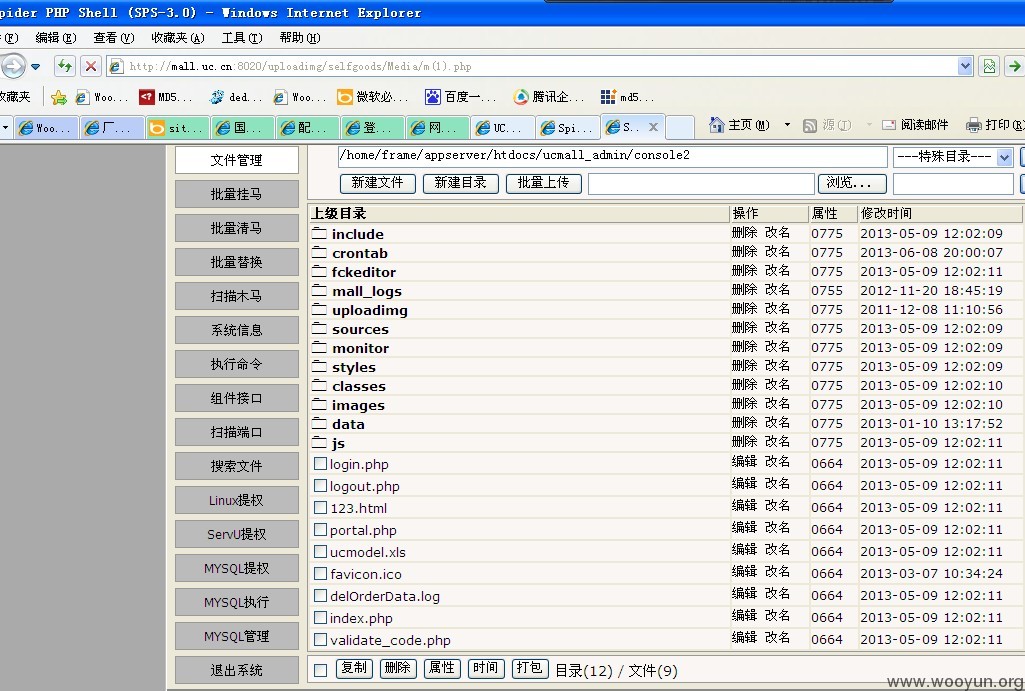 pider PHP Shell (SPS-3.0) - Windows Internet Explorer
(F) 编辑(E) 查看(V) 收藏夹(A) 工具(T) 帮助(H)
http://mall.uc.cn:8020/uploadimg/selfgoods/Media/m(1).php
收藏夹 Woo... MD5... ded... Woo... 微软必... 百度一... 腾讯企... md5...
Woo... 厂... sit... 国... 配... 登... 网... UC... Spi... S.. X 主页(M) 源(J) 阅读邮件 打印(R)
文件管理 /home/frame/appserver/htdocs/ucmall_admin/console2 ---特殊目录---
批量挂马 新建文件 新建目录 批量上传 浏览...
批量清马
批量替换
扫描木马
系统信息
执行命令
组件接口
扫描端口
搜索文件
Linux提权
ServU提权
MYSQL提权
MYSQL执行
MYSQL管理
退出系统
上级目录 操作 属性 修改时间
include 删除 改名 0775 2013-05-09 12:02:09
crontab 删除 改名 0775 2013-06-08 20:00:07
fckeditor 删除 改名 0775 2013-05-09 12:02:11
mall_logs 删除 改名 0755 2012-11-20 18:45:19
uploadimg 删除 改名 0775 2011-12-08 11:10:56
sources 删除 改名 0775 2013-05-09 12:02:09
monitor 删除 改名 0775 2013-05-09 12:02:09
styles 删除 改名 0775 2013-05-09 12:02:09
classes 删除 改名 0775 2013-05-09 12:02:10
images 删除 改名 0775 2013-05-09 12:02:10
data 删除 改名 0775 2013-01-10 13:17:52
js 删除 改名 0775 2013-05-09 12:02:11
login.php 编辑 改名 0664 2013-05-09 12:02:11
logout.php 编辑 改名 0664 2013-05-09 12:02:11
123.html 编辑 改名 0664 2013-05-09 12:02:11
portal.php 编辑 改名 0664 2013-05-09 12:02:11
ucmodel.xls 编辑 改名 0664 2013-05-09 12:02:11
favicon.ico 编辑 改名 0664 2013-03-07 10:34:24
delOrderData.log 编辑 改名 0664 2013-05-09 12:02:11
index.php 编辑 改名 0664 2013-05-09 12:02:11
validate_code.php 编辑 改名 0664 2013-05-09 12:02:11
复制 删除 属性 时间 打包 目录(12) / 文件(9)
www.wooyun.org